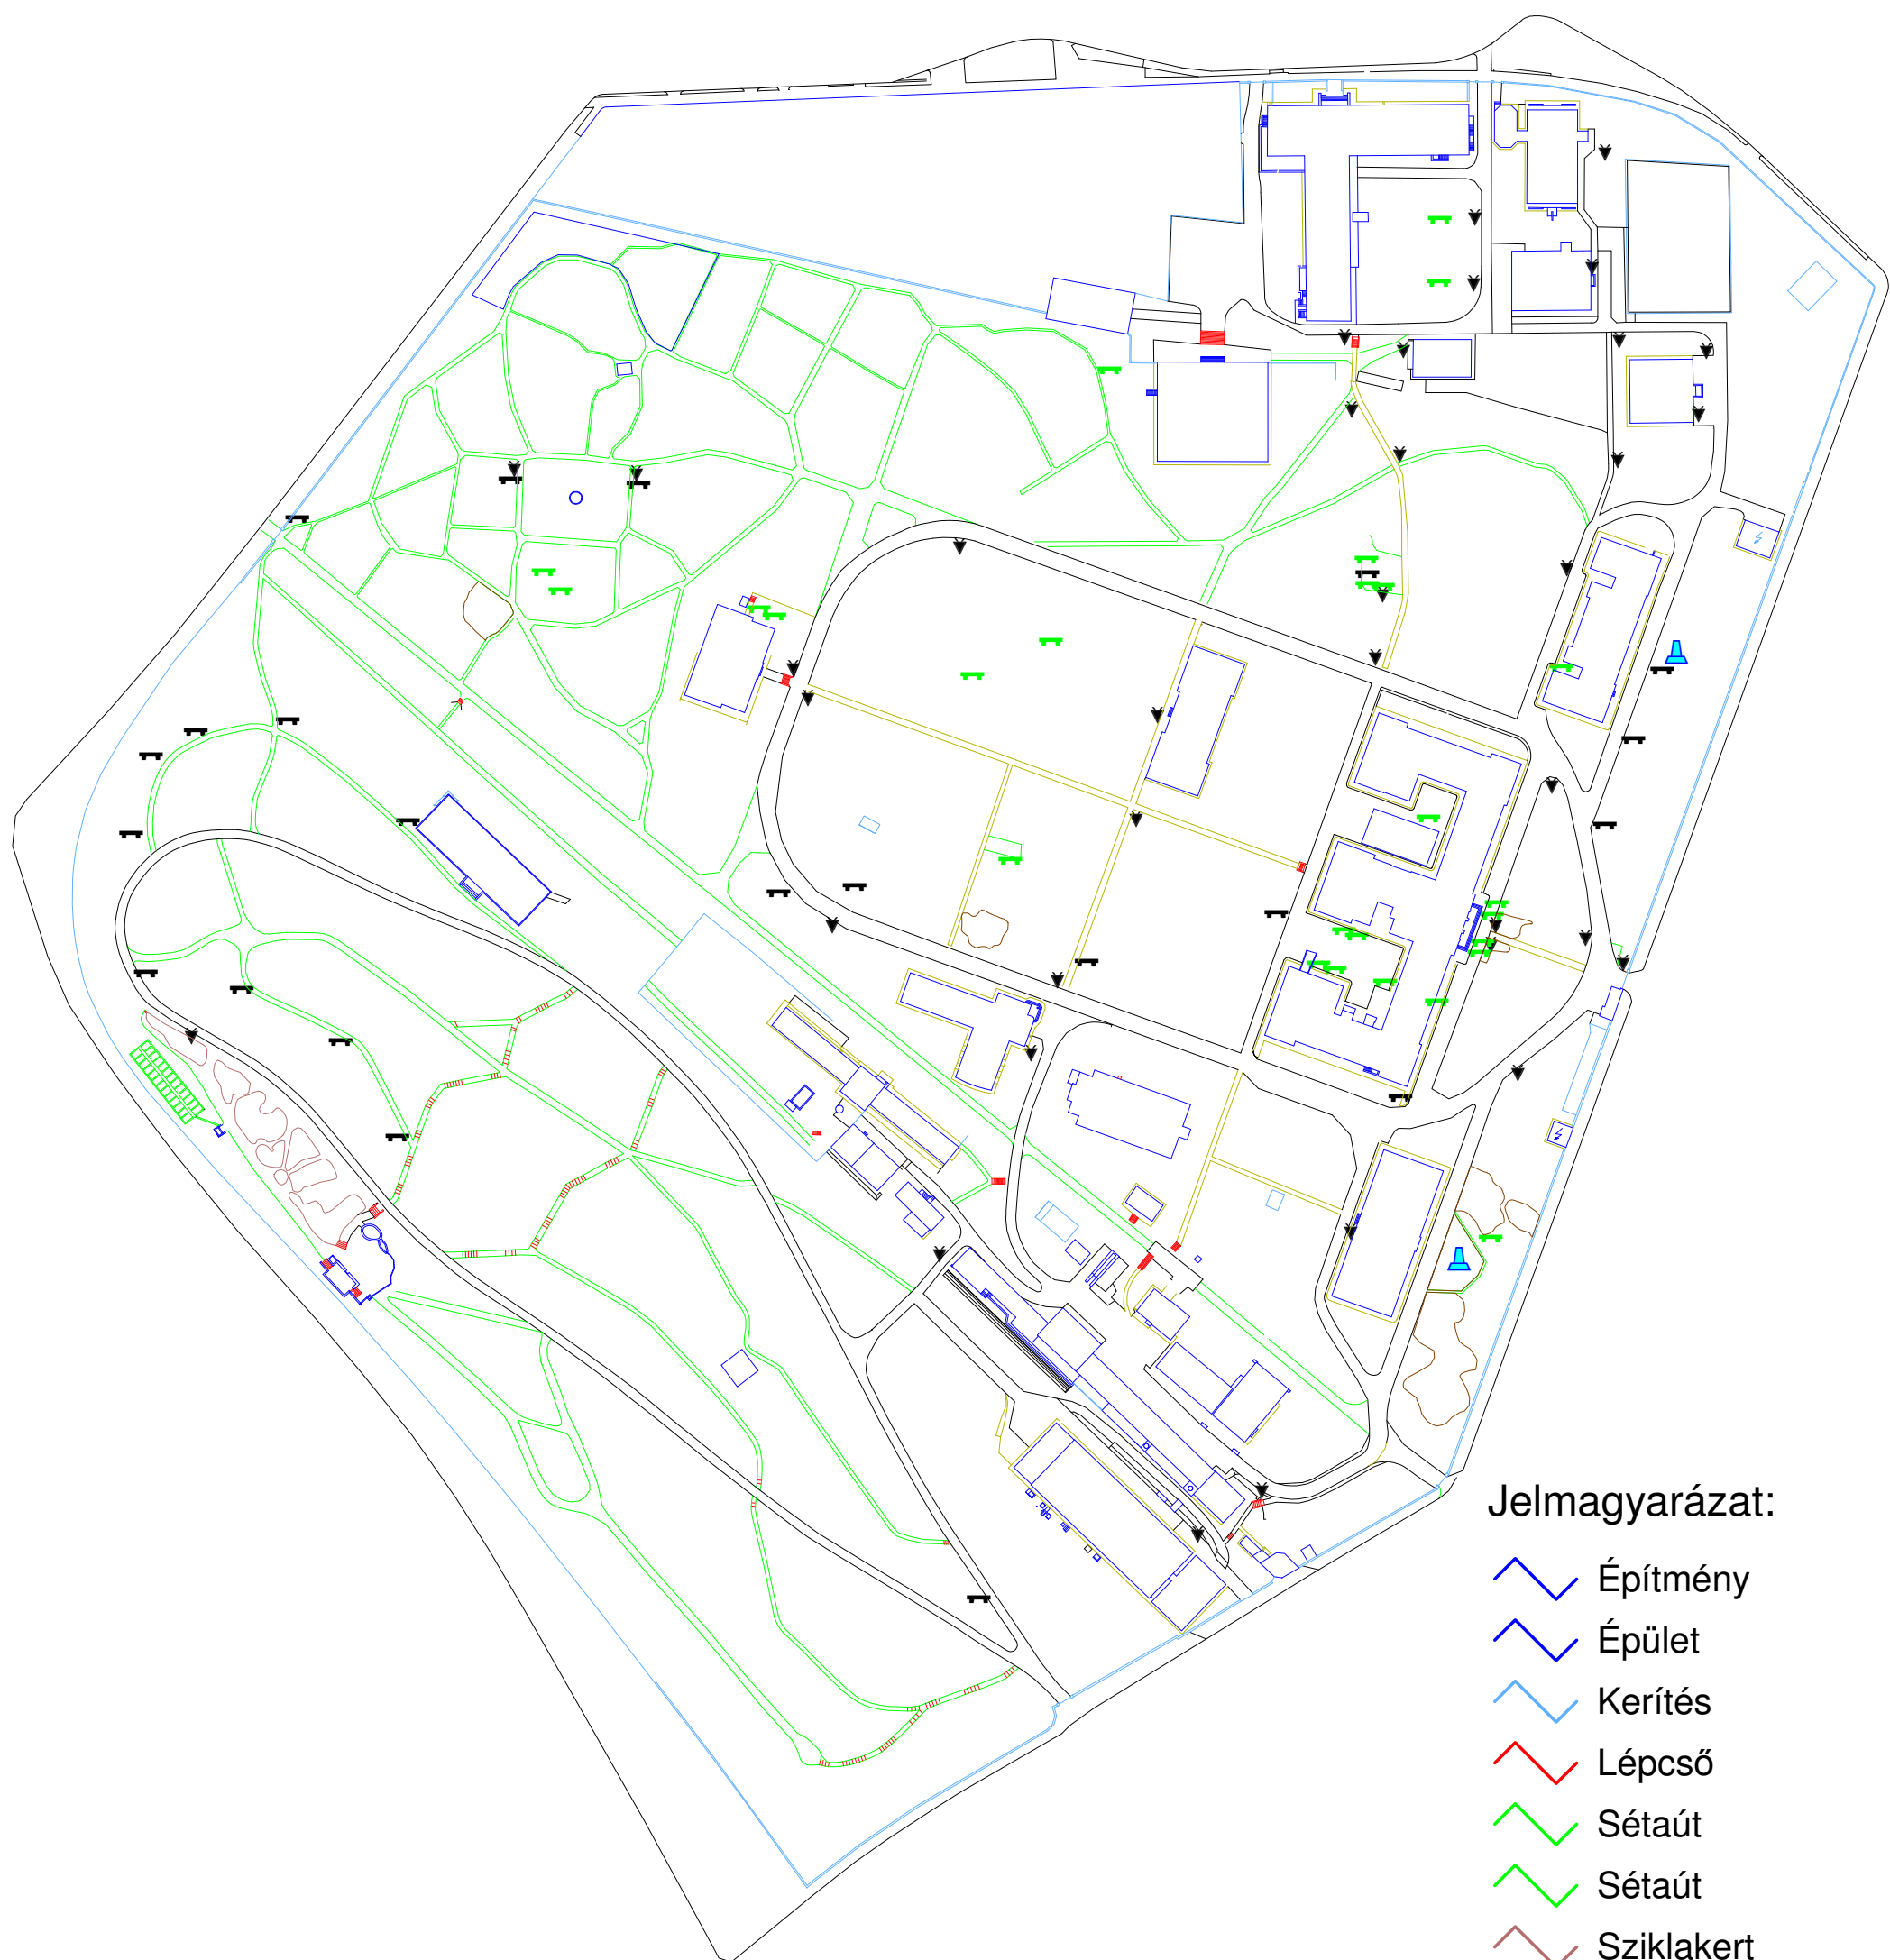 Jelmagyarázat:
Építmény
Épület
Kerítés
Lépcső
Sétaút
Sétaút
Sziklakert